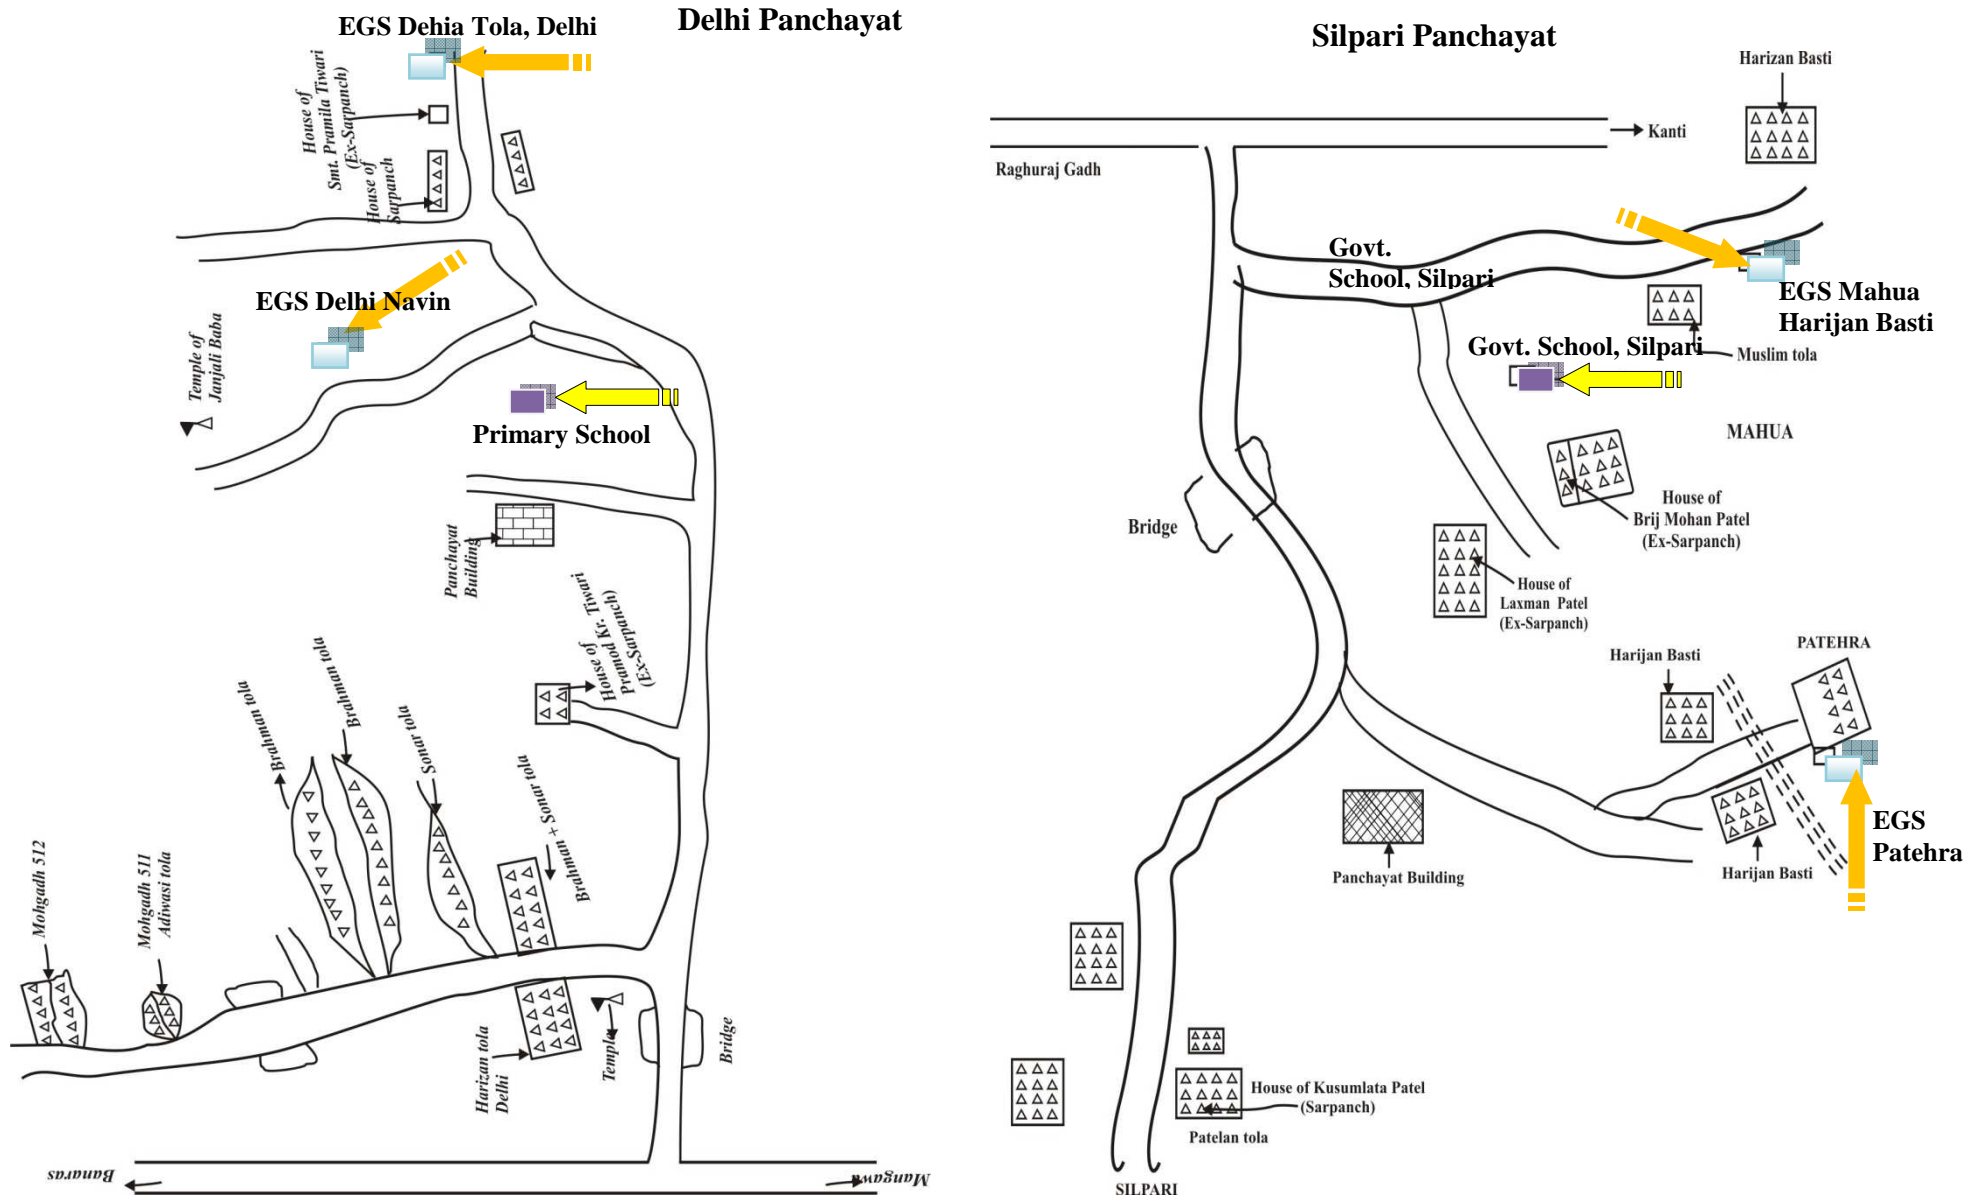 Delhi Panchayat
EGS Dehia Tola, Delhi
House of
Smt. Pramila Tiwari
(Ex-Sarpanch)
House of
Sarpanch
EGS Delhi Navin
Temple of
Janjali Baba
Primary School
Panchayat
Building
House of
Pramod Kr. Tiwari
(Ex-Sarpanch)
Brahman tola
Brahman tola
Sonar tola
Brahman + Sonar tola
Mohgadh 512
Mohgadh 511
Adiwasi tola
Harizan tola
Delhi
Temple
Bridge
Banaras
Mangawa
Silpari Panchayat
Harizan Basti
Kanti
Raghuraj Gadh
Govt.
School, Silpari
EGS Mahua
Harijan Basti
Muslim tola
Govt. School, Silpari
MAHUA
House of
Brij Mohan Patel
(Ex-Sarpanch)
Bridge
House of
Laxman Patel
(Ex-Sarpanch)
Harijan Basti
PATEHRA
EGS
Patehra
Harijan Basti
Panchayat Building
House of Kusumlata Patel
(Sarpanch)
Patelan tola
SILPARI